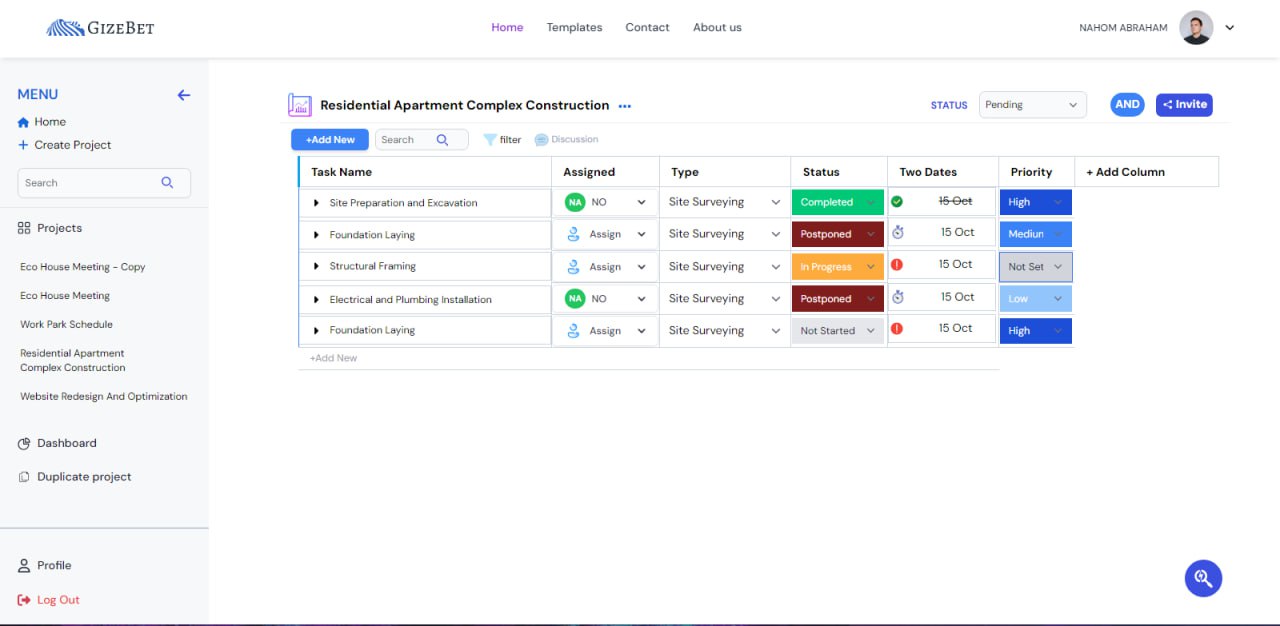 GizeBet
Home Templates Contact About us
NAHOM ABRAHAM
MENU
Home
+ Create Project
Search
Projects
Eco House Meeting - Copy
Eco House Meeting
Work Park Schedule
Residential Apartment
Complex Construction
Website Redesign And Optimization
Dashboard
Duplicate project
Profile
Log Out
Residential Apartment Complex Construction ...
STATUS Pending AND Invite
+Add New Search filter Discussion
Task Name Assigned Type Status Two Dates Priority + Add Column
Site Preparation and Excavation NA NO Site Surveying Completed 15 Oct High
Foundation Laying Assign Site Surveying Postponed 15 Oct Medium
Structural Framing Assign Site Surveying In Progress 15 Oct Not Set
Electrical and Plumbing Installation NA NO Site Surveying Postponed 15 Oct Low
Foundation Laying Assign Site Surveying Not Started 15 Oct High
+Add New